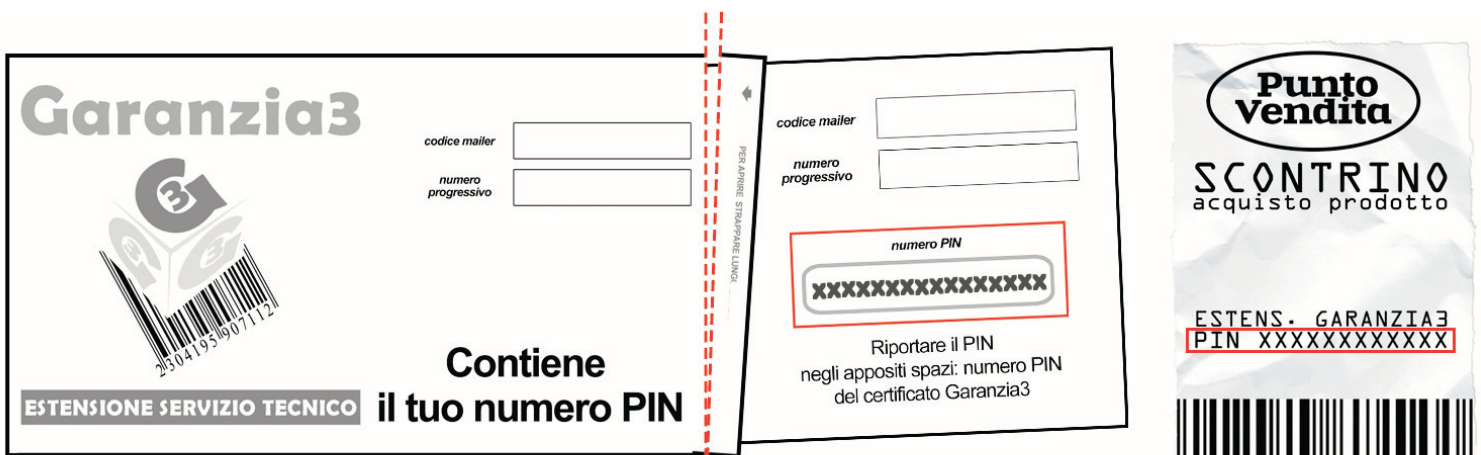 Garanzia3
codice mailer
numero
progressivo
2304195907112
ESTENSIONE SERVIZIO TECNICO
Contiene
il tuo numero PIN
PER APRIRE STRAPPARE
codice mailer
numero
progressivo
numero PIN
XXXXXXXXXXXXXXXX
Riportare il PIN
negli appositi spazi: numero PIN
del certificato Garanzia3
Punto
Vendita
SCONTRINO
acquisto prodotto
ESTENS. GARANZIA3
PIN XXXXXXXXXXXX